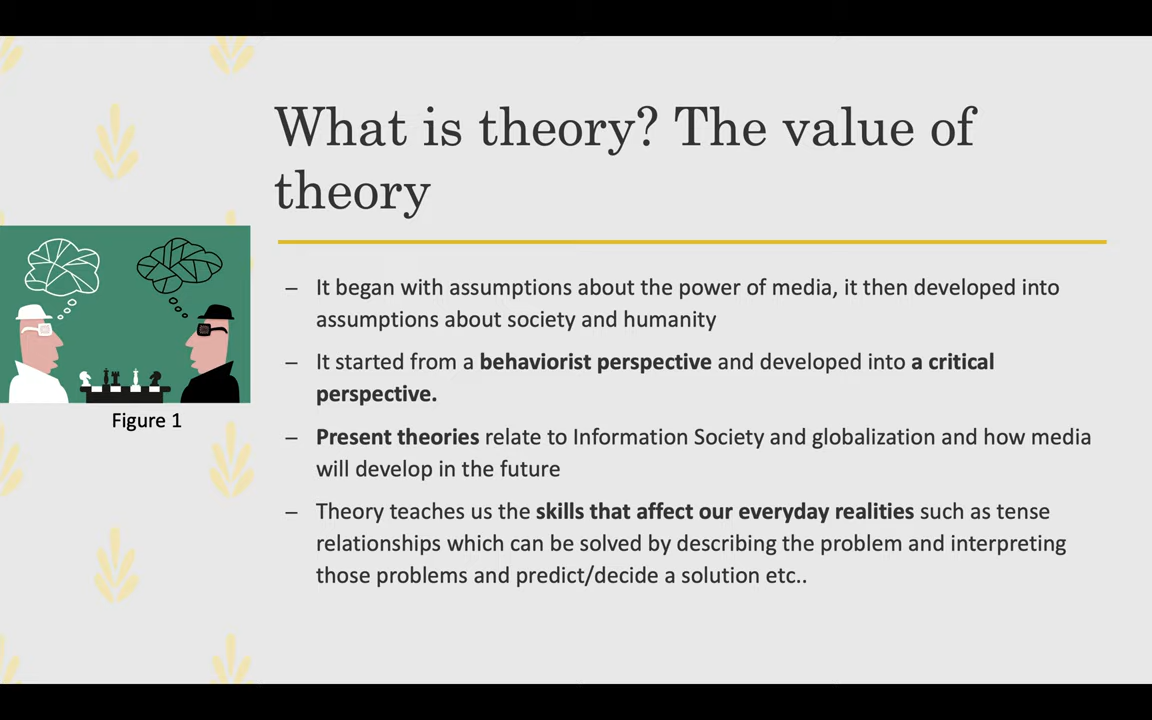 What is theory? The value of
theory
– It began with assumptions about the power of media, it then developed into
assumptions about society and humanity
– It started from a behaviorist perspective and developed into a critical
perspective.
Figure 1
– Present theories relate to Information Society and globalization and how media
will develop in the future
– Theory teaches us the skills that affect our everyday realities such as tense
relationships which can be solved by describing the problem and interpreting
those problems and predict/decide a solution etc..